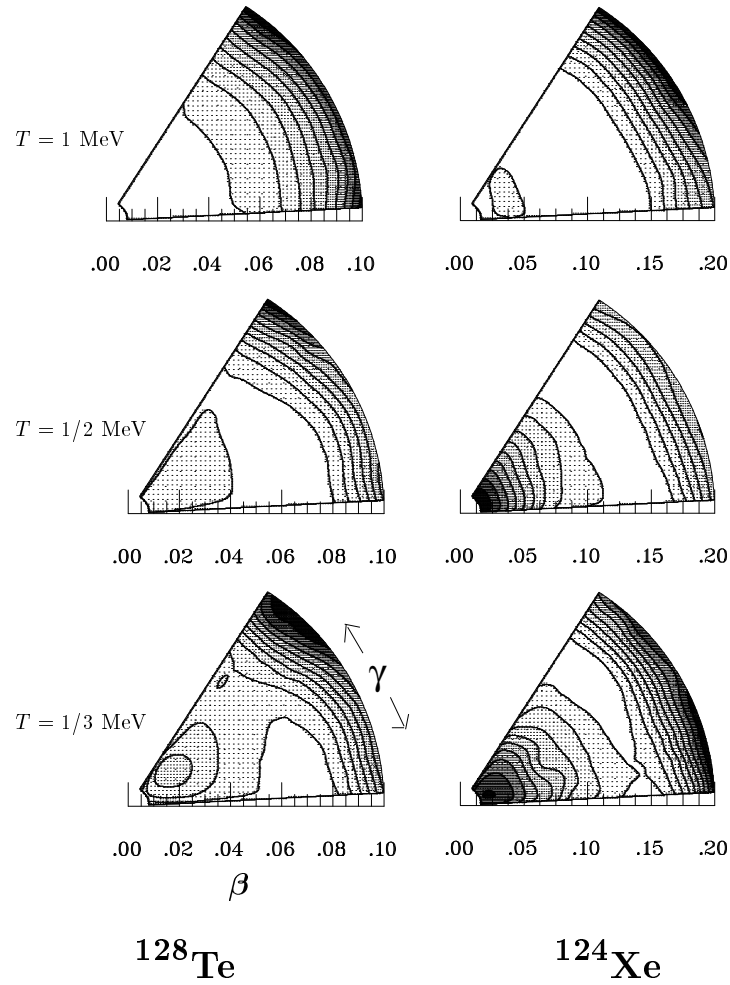 T = 1 MeV
.00 .02 .04 .06 .08 .10
.00 .05 .10 .15 .20
T = 1/2 MeV
.00 .02 .04 .06 .08 .10
.00 .05 .10 .15 .20
γ
T = 1/3 MeV
.00 .02 .04 .06 .08 .10
.00 .05 .10 .15 .20
β
¹²⁸Te
¹²⁴Xe